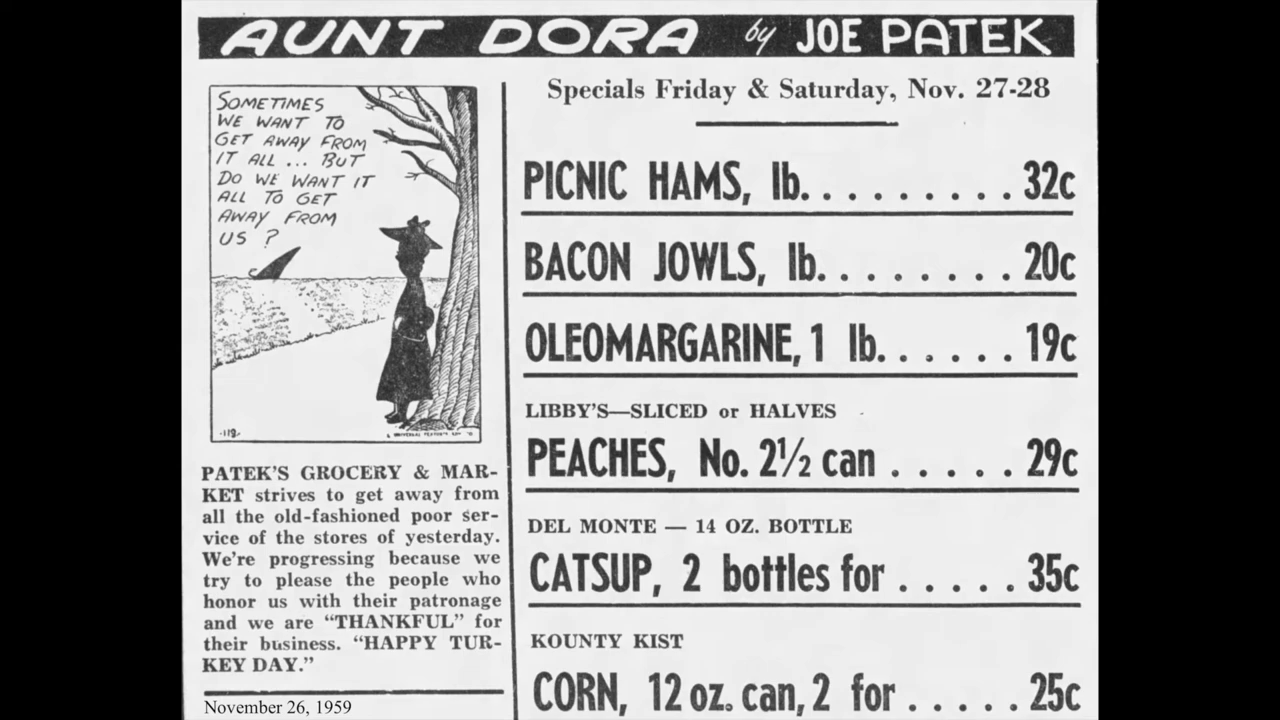 AUNT DORA by JOE PATEK
SOMETIMES
WE WANT TO
GET AWAY FROM
IT ALL ... BUT
DO WE WANT IT
ALL TO GET
AWAY FROM
US ?
-119-
PATEK'S GROCERY & MAR-
KET strives to get away from
all the old-fashioned poor ser-
vice of the stores of yesterday.
We're progressing because we
try to please the people who
honor us with their patronage
and we are “THANKFUL” for
their business. “HAPPY TUR-
KEY DAY.”
November 26, 1959
Specials Friday & Saturday, Nov. 27-28
PICNIC HAMS, lb. . . . . . . . . . 32c
BACON JOWLS, lb. . . . . . . . . 20c
OLEOMARGARINE, 1 lb. . . . . . . 19c
LIBBY'S—SLICED or HALVES
PEACHES, No. 2½ can . . . . . . 29c
DEL MONTE — 14 OZ. BOTTLE
CATSUP, 2 bottles for . . . . . 35c
KOUNTY KIST
CORN, 12 oz. can, 2 for . . . . . 25c